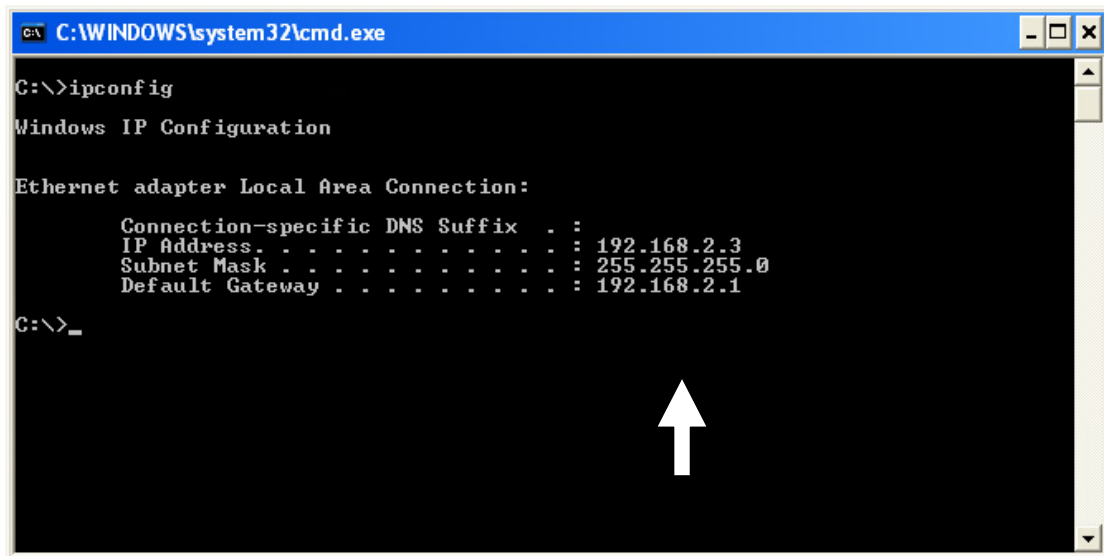 C:\WINDOWS\system32\cmd.exe
C:\>ipconfig
Windows IP Configuration
Ethernet adapter Local Area Connection:
Connection-specific DNS Suffix . :
IP Address. . . . . . . . . . . . : 192.168.2.3
Subnet Mask . . . . . . . . . . . : 255.255.255.0
Default Gateway . . . . . . . . . : 192.168.2.1
C:\>_